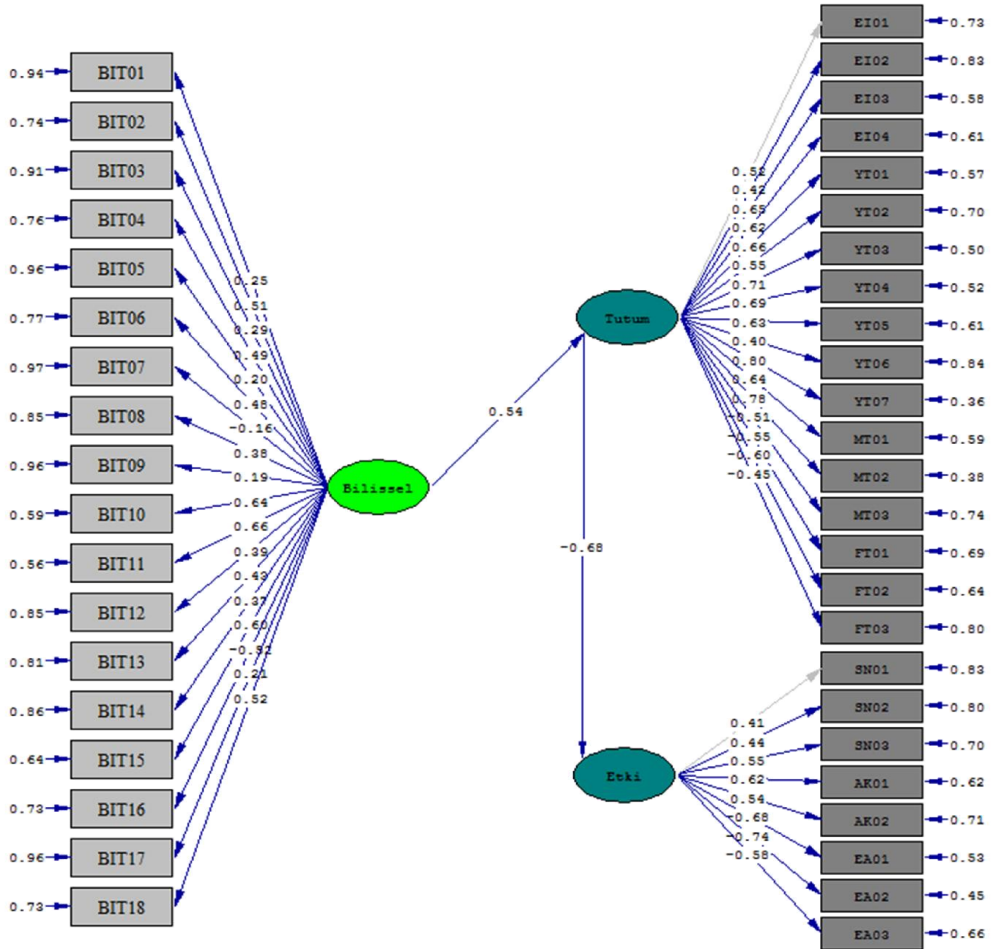 0.94 BIT01
0.74 BIT02
0.91 BIT03
0.76 BIT04
0.96 BIT05
0.77 BIT06
0.97 BIT07
0.85 BIT08
0.96 BIT09
0.59 BIT10
0.56 BIT11
0.85 BIT12
0.81 BIT13
0.86 BIT14
0.64 BIT15
0.73 BIT16
0.96 BIT17
0.73 BIT18
0.25
0.51
0.29
0.49
0.20
0.48
-0.16
0.38
0.19
0.64
0.66
0.39
0.43
0.37
0.60
0.21
0.52
Bilissel
0.54
Tutum
-0.68
Etki
0.52
0.42
0.65
0.62
0.66
0.55
0.71
0.69
0.63
0.40
0.80
0.64
0.78
-0.51
-0.55
-0.60
-0.45
0.41
0.44
0.55
0.62
0.54
-0.68
-0.74
-0.58
EI01 0.73
EI02 0.83
EI03 0.58
EI04 0.61
YT01 0.57
YT02 0.70
YT03 0.50
YT04 0.52
YT05 0.61
YT06 0.84
YT07 0.36
MT01 0.59
MT02 0.38
MT03 0.74
FT01 0.69
FT02 0.64
FT03 0.80
SN01 0.83
SN02 0.80
SN03 0.70
AK01 0.62
AK02 0.71
EA01 0.53
EA02 0.45
EA03 0.66